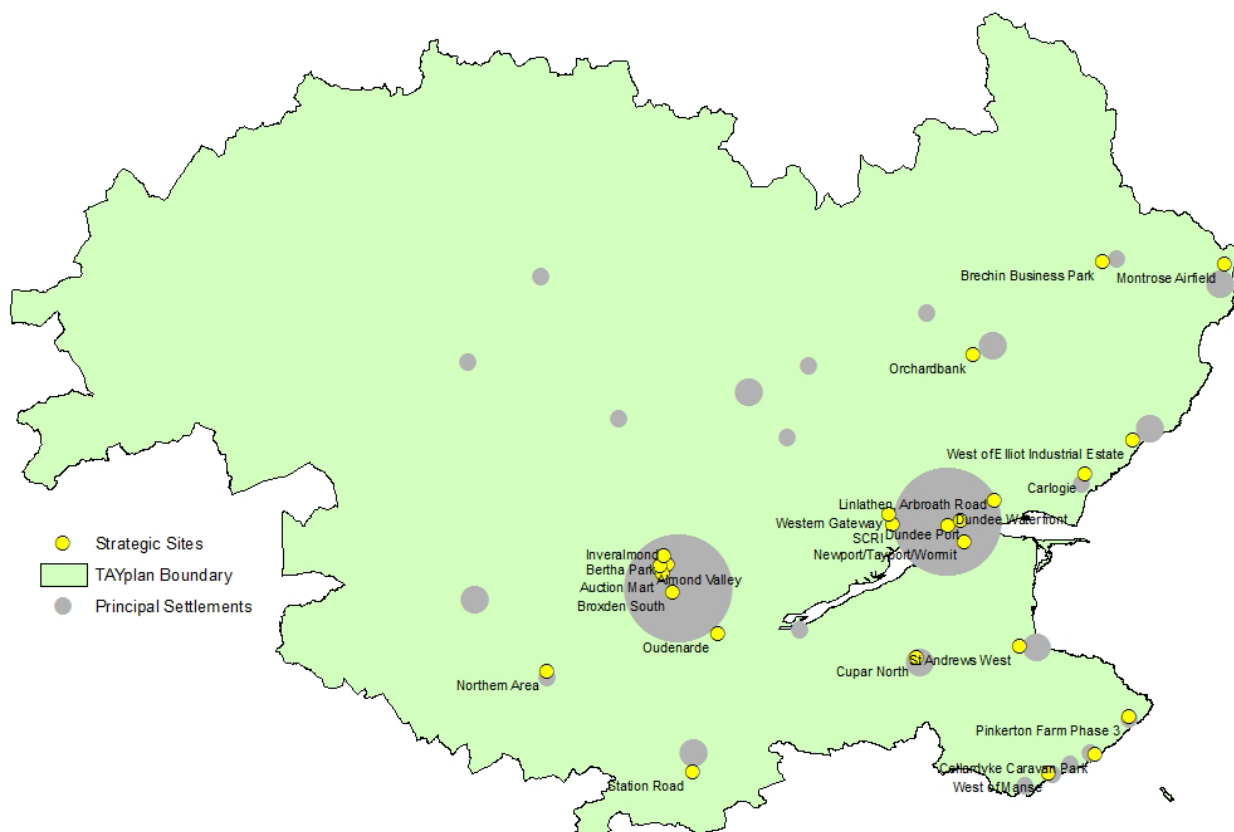 Brechin Business Park
Montrose Airfield
Orchardbank
West of Elliot Industrial Estate
Carlogie
Linlathen, Arbroath Road
Western Gateway
Dundee Waterfront
SCRI
Dundee Port
Newport/Tayport/Wormit
Strategic Sites
TAYplan Boundary
Principal Settlements
Inveralmond
Bertha Park
Almond Valley
Auction Mart
Broxden South
Oudenarde
St Andrews West
Cupar North
Northern Area
Pinkerton Farm Phase 3
Cellardyke Caravan Park
West of Manse
Station Road